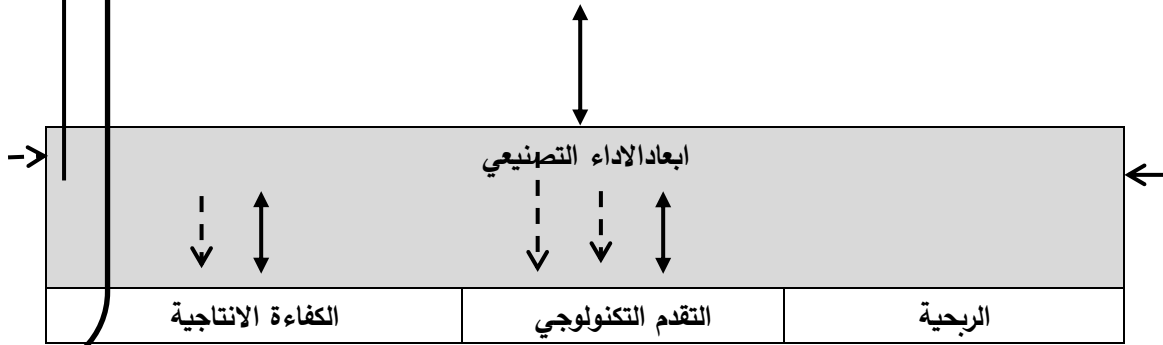 ابعادالاداء التصنيعي
الربحية
التقدم التكنولوجي
الكفاءة الانتاجية